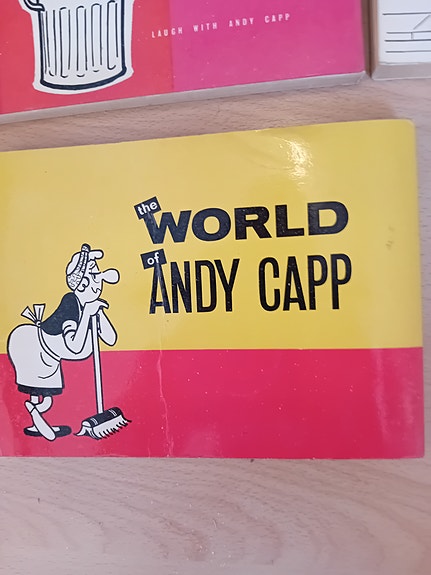 LAUGH WITH ANDY CAPP
the
WORLD
of
ANDY CAPP